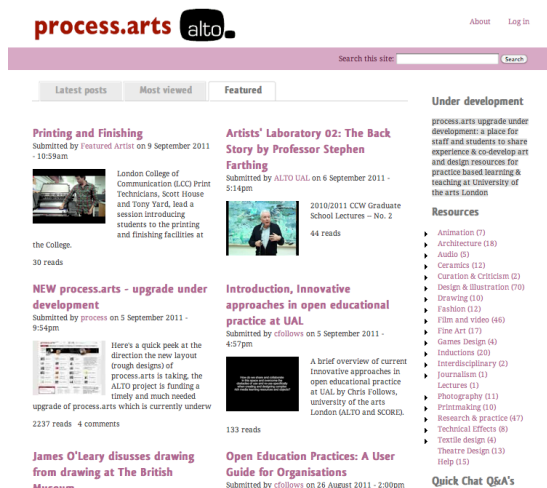 process.arts alto
About Log in
Search this site: Search
Latest posts Most viewed Featured
Printing and Finishing
Submitted by Featured Artist on 9 September 2011
- 10:59am
London College of
Communication (LCC) Print
Technicians, Scott House
and Tony Yard, lead a
session introducing
students to the printing
and finishing facilities at
the College.
30 reads
Artists' Laboratory 02: The Back
Story by Professor Stephen
Farthing
Submitted by ALTO UAL on 6 September 2011 -
5:14pm
2010/2011 CCW Graduate
School Lectures – No. 2
44 reads
NEW process.arts - upgrade under
development
Submitted by process on 5 September 2011 -
9:54pm
Here's a quick peek at the
direction the new layout
(rough designs) of
process.arts is taking, the
ALTO project is funding a
timely and much needed
upgrade of process.arts which is currently underw
2237 reads 4 comments
Introduction, Innovative
approaches in open educational
practice at UAL
Submitted by cfollows on 5 September 2011 -
4:57pm
A brief overview of current
Innovative approaches in
open educational practice
at UAL by Chris Follows,
university of the arts
London (ALTO and SCORE).
133 reads
James O'Leary disusses drawing
from drawing at The British
Museum
Open Education Practices: A User
Guide for Organisations
Submitted by cfollows on 26 August 2011 - 2:00pm
Under development
process.arts upgrade under
development: a place for
staff and students to share
experience & co-develop art
and design resources for
practice based learning &
teaching at University of
the arts London
Resources
Animation (7)
Architecture (18)
Audio (5)
Ceramics (12)
Curation & Criticism (2)
Design & Illustration (70)
Drawing (10)
Fashion (12)
Film and video (46)
Fine Art (17)
Games Design (4)
Inductions (20)
Interdisciplinary (2)
Journalism (1)
Lectures (1)
Photography (11)
Printmaking (10)
Research & practice (47)
Technical Effects (8)
Textile design (4)
Theatre Design (13)
Help (15)
Quick Chat Q&A's